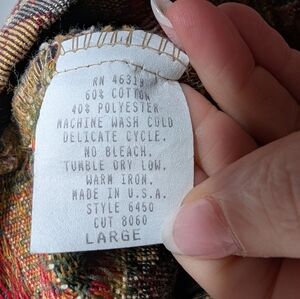 RN 46319
60% COTTON
40% POLYESTER
MACHINE WASH COLD
DELICATE CYCLE.
NO BLEACH.
TUMBLE DRY LOW.
WARM IRON.
MADE IN U.S.A.
STYLE 6450
CUT 8060
LARGE